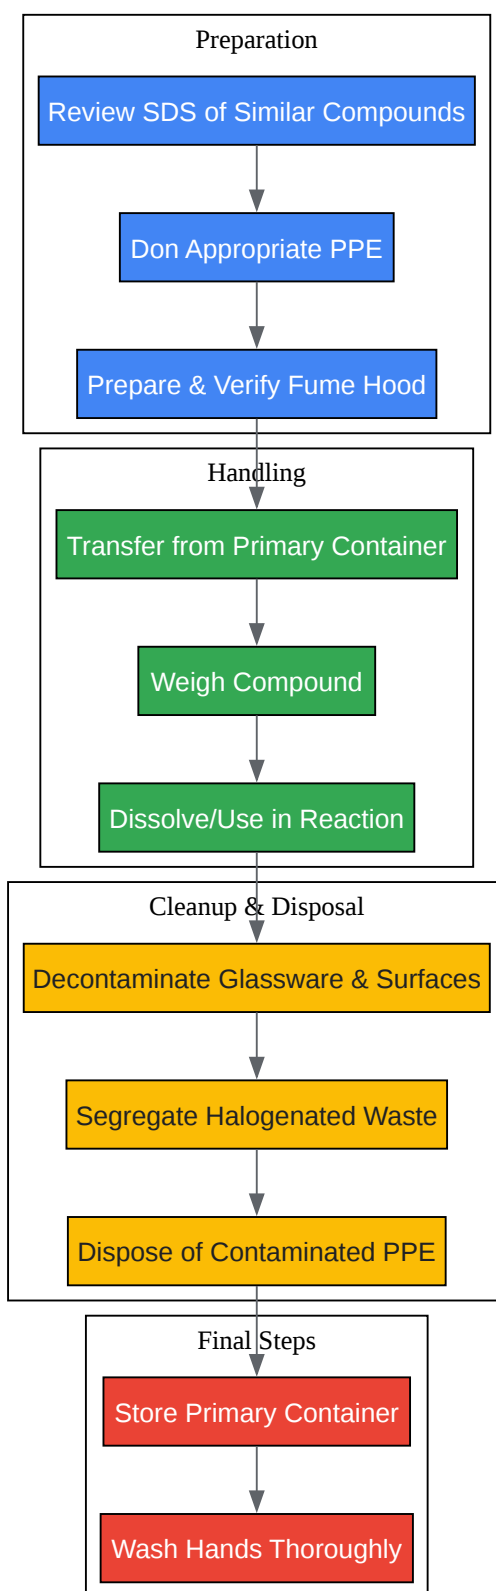 Preparation
Review SDS of Similar Compounds
Don Appropriate PPE
Prepare & Verify Fume Hood
Handling
Transfer from Primary Container
Weigh Compound
Dissolve/Use in Reaction
Cleanup & Disposal
Decontaminate Glassware & Surfaces
Segregate Halogenated Waste
Dispose of Contaminated PPE
Final Steps
Store Primary Container
Wash Hands Thoroughly